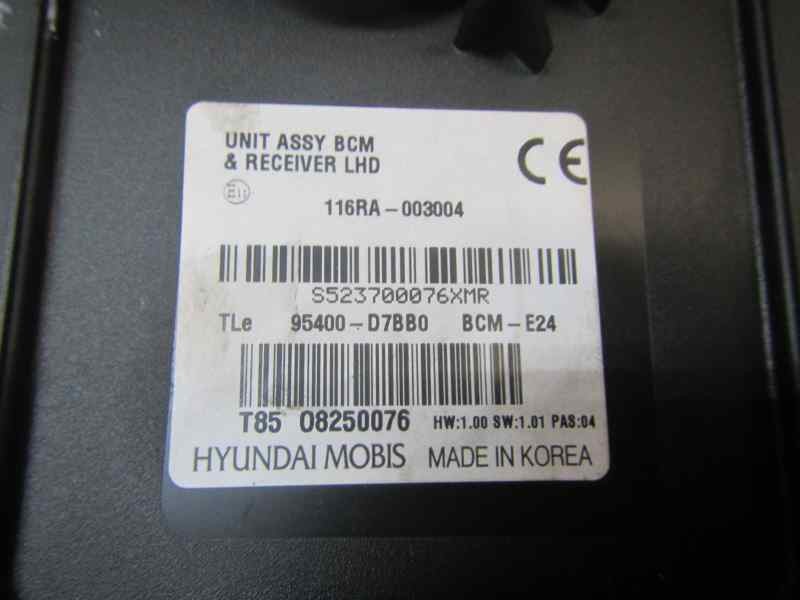 UNIT ASSY BCM
& RECEIVER LHD
CE
E11
116RA-003004
S523700076XMR
TLe 95400-D7BB0 BCM-E24
T85 08250076 HW:1.00 SW:1.01 PAS:04
HYUNDAI MOBIS MADE IN KOREA